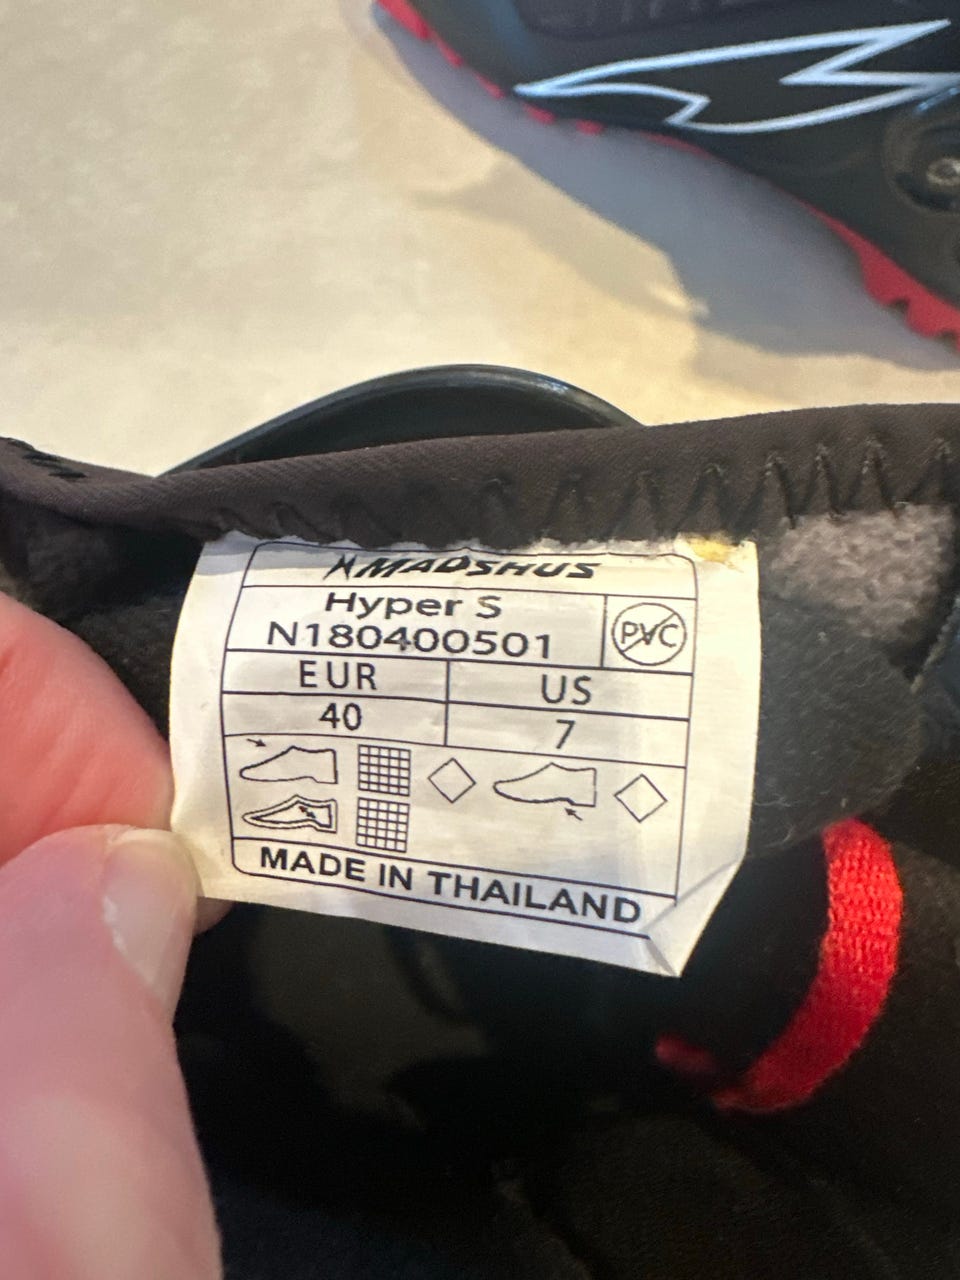 MADSHUS
Hyper S
N180400501
PVC
EUR US
40 7
MADE IN THAILAND